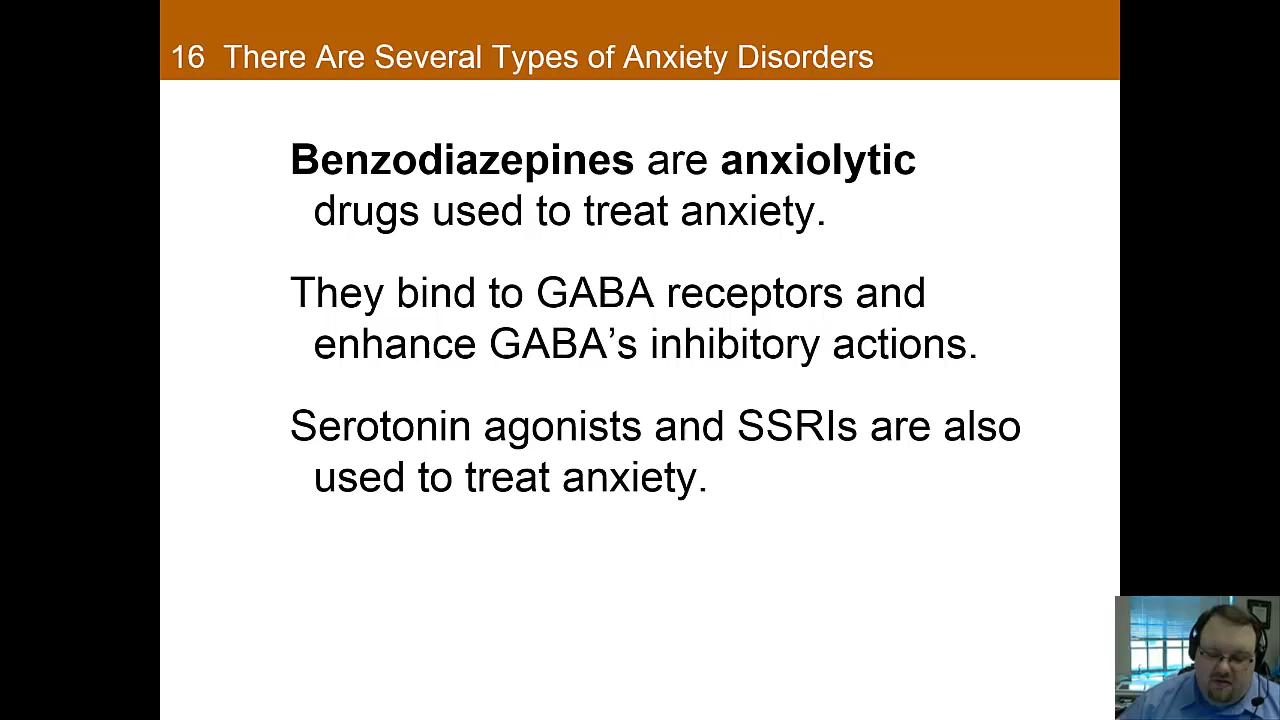 16 There Are Several Types of Anxiety Disorders
Benzodiazepines are anxiolytic
drugs used to treat anxiety.
They bind to GABA receptors and
enhance GABA’s inhibitory actions.
Serotonin agonists and SSRIs are also
used to treat anxiety.